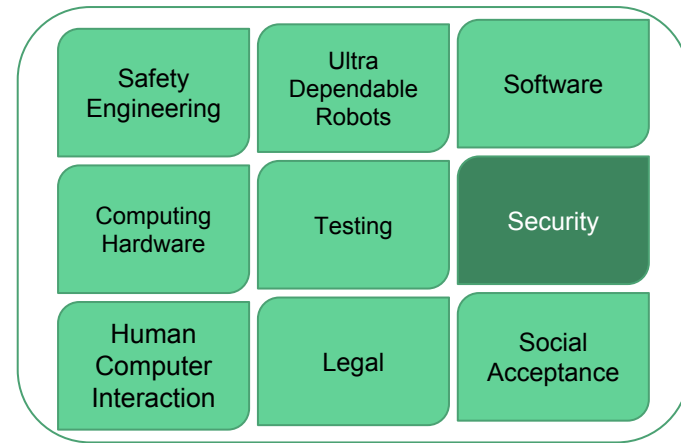 Safety
Engineering
Ultra
Dependable
Robots
Software
Computing
Hardware
Testing
Security
Human
Computer
Interaction
Legal
Social
Acceptance